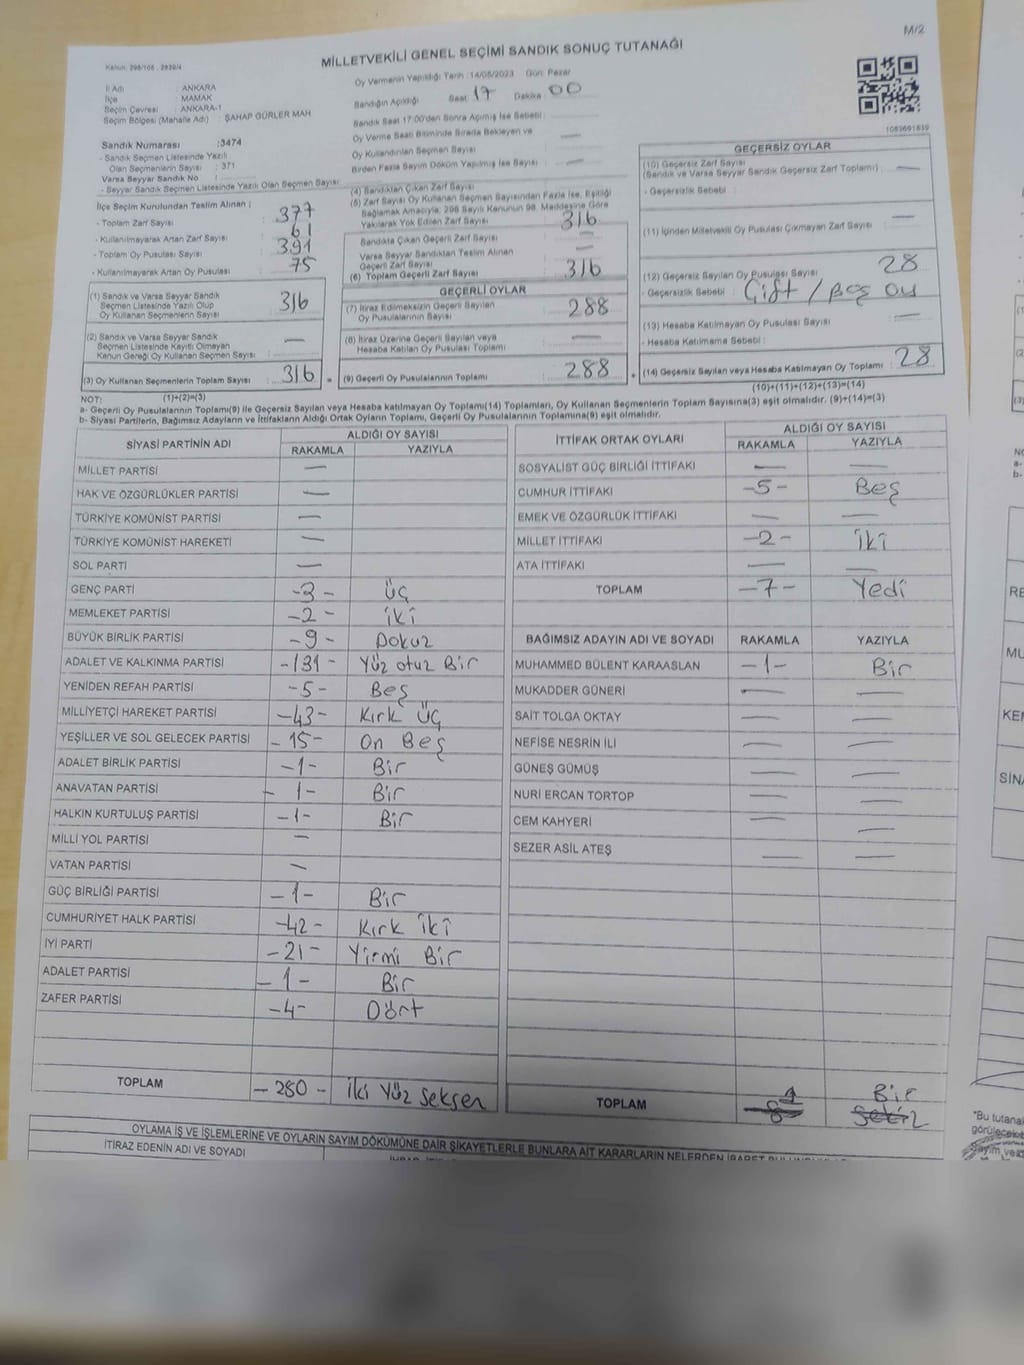 M/2
MİLLETVEKİLİ GENEL SEÇİMİ SANDIK SONUÇ TUTANAĞI
Kanun: 298/105 , 2839/4
İl Adı : ANKARA
İlçe : MAMAK
Seçim Çevresi : ANKARA-1
Seçim Bölgesi (Mahalle Adı) : ŞAHAP GÜRLER MAH
Oy Vermenin Yapıldığı Tarih :14/05/2023 Gün: Pazar
Sandığın Açıldığı Saat 17 Dakika 00
Sandık Saat 17:00'den Sonra Açılmış İse Sebebi :
Oy Verme Saati Bitiminde Sırada Bekleyen ve
Oy Kullandırılan Seçmen Sayısı : —
Birden Fazla Sayım Döküm Yapılmış İse Sayısı : —
1083691839
Sandık Numarası :3474
- Sandık Seçmen Listesinde Yazılı
Olan Seçmenlerin Sayısı : 371
Varsa Seyyar Sandık No :
- Seyyar Sandık Seçmen Listesinde Yazılı Olan Seçmen Sayısı
İlçe Seçim Kurulundan Teslim Alınan ;
- Toplam Zarf Sayısı : 377
- Kullanılmayarak Artan Zarf Sayısı : 61
- Toplam Oy Pusulası Sayısı : 391
- Kullanılmayarak Artan Oy Pusulası : 75
(1) Sandık ve Varsa Seyyar Sandık
Seçmen Listesinde Yazılı Olup
Oy Kullanan Seçmenlerin Sayısı : 316
(2) Sandık ve Varsa Seyyar Sandık
Seçmen Listesinde Kayıtlı Olmayan
Kanun Gereği Oy Kullanan Seçmen Sayısı : —
(3) Oy Kullanan Seçmenlerin Toplam Sayısı : 316 =
(1)+(2)=(3)
(4) Sandıktan Çıkan Zarf Sayısı
(5) Zarf Sayısı Oy Kullanan Seçmen Sayısından Fazla İse, Eşitliği
Bağlamak Amacıyla, 298 Sayılı Kanunun 98. Maddesine Göre
Yakılarak Yok Edilen Zarf Sayısı : 316
Sandıkta Çıkan Geçerli Zarf Sayısı : —
Varsa Seyyar Sandıktan Teslim Alınan
Geçerli Zarf Sayısı : —
(6) Toplam Geçerli Zarf Sayısı : 316
GEÇERLİ OYLAR
(7) İtiraz Edilmeksizin Geçerli Sayılan
Oy Pusulalarının Sayısı : 288
(8) İtiraz Üzerine Geçerli Sayılan veya
Hesaba Katılan Oy Pusulası Toplamı : —
(9) Geçerli Oy Pusulalarının Toplamı : 288 +
GEÇERSİZ OYLAR
(10) Geçersiz Zarf Sayısı
(Sandık ve Varsa Seyyar Sandık Geçersiz Zarf Toplamı) : —
- Geçersizlik Sebebi :
(11) İçinden Milletvekili Oy Pusulası Çıkmayan Zarf Sayısı : —
(12) Geçersiz Sayılan Oy Pusulası Sayısı : 28
- Geçersizlik Sebebi : Çift / Boş oy
(13) Hesaba Katılmayan Oy Pusulası Sayısı : —
- Hesaba Katılmama Sebebi :
(14) Geçersiz Sayılan veya Hesaba Katılmayan Oy Toplamı : 28
(10)+(11)+(12)+(13)=(14)
NOT:
a- Geçerli Oy Pusulalarının Toplamı(9) ile Geçersiz Sayılan veya Hesaba katılmayan Oy Toplamı(14) Toplamları, Oy Kullanan Seçmenlerin Toplam Sayısına(3) eşit olmalıdır. (9)+(14)=(3)
b- Siyasi Partilerin, Bağımsız Adayların ve İttifakların Aldığı Ortak Oyların Toplamı, Geçerli Oy Pusulalarının Toplamına(9) eşit olmalıdır.
SİYASİ PARTİNİN ADI ALDIĞI OY SAYISI
RAKAMLA YAZIYLA
MİLLET PARTİSİ —
HAK VE ÖZGÜRLÜKLER PARTİSİ —
TÜRKİYE KOMÜNİST PARTİSİ —
TÜRKİYE KOMÜNİST HAREKETİ —
SOL PARTİ —
GENÇ PARTİ -3- Üç
MEMLEKET PARTİSİ -2- iki
BÜYÜK BİRLİK PARTİSİ -9- Dokuz
ADALET VE KALKINMA PARTİSİ -131- Yüz otuz Bir
YENİDEN REFAH PARTİSİ -5- Beş
MİLLİYETÇİ HAREKET PARTİSİ -43- Kırk Üç
YEŞİLLER VE SOL GELECEK PARTİSİ -15- On Beş
ADALET BİRLİK PARTİSİ -1- Bir
ANAVATAN PARTİSİ -1- Bir
HALKIN KURTULUŞ PARTİSİ -1- Bir
MİLLİ YOL PARTİSİ —
VATAN PARTİSİ —
GÜÇ BİRLİĞİ PARTİSİ -1- Bir
CUMHURİYET HALK PARTİSİ -42- Kırk iki
İYİ PARTİ -21- Yirmi Bir
ADALET PARTİSİ -1- Bir
ZAFER PARTİSİ -4- Dört
TOPLAM -280- İki Yüz Seksen
İTTİFAK ORTAK OYLARI ALDIĞI OY SAYISI
RAKAMLA YAZIYLA
SOSYALİST GÜÇ BİRLİĞİ İTTİFAKI — —
CUMHUR İTTİFAKI -5- Beş
EMEK VE ÖZGÜRLÜK İTTİFAKI — —
MİLLET İTTİFAKI -2- İki
ATA İTTİFAKI — —
TOPLAM -7- Yedi
BAĞIMSIZ ADAYIN ADI VE SOYADI RAKAMLA YAZIYLA
MUHAMMED BÜLENT KARAASLAN -1- Bir
MUKADDER GÜNERİ — —
SAİT TOLGA OKTAY — —
NEFİSE NESRİN İLİ — —
GÜNEŞ GÜMÜŞ — —
NURİ ERCAN TORTOP — —
CEM KAHYERİ — —
SEZER ASİL ATEŞ — —
TOPLAM 8 1 Sekiz Bir
OYLAMA İŞ VE İŞLEMLERİNE VE OYLARIN SAYIM DÖKÜMÜNE DAİR ŞİKAYETLERLE BUNLARA AİT KARARLARIN NELERDEN İBARET
İTİRAZ EDENİN ADI VE SOYADI
RE
MU
KE
SİNA
"Bu tutana